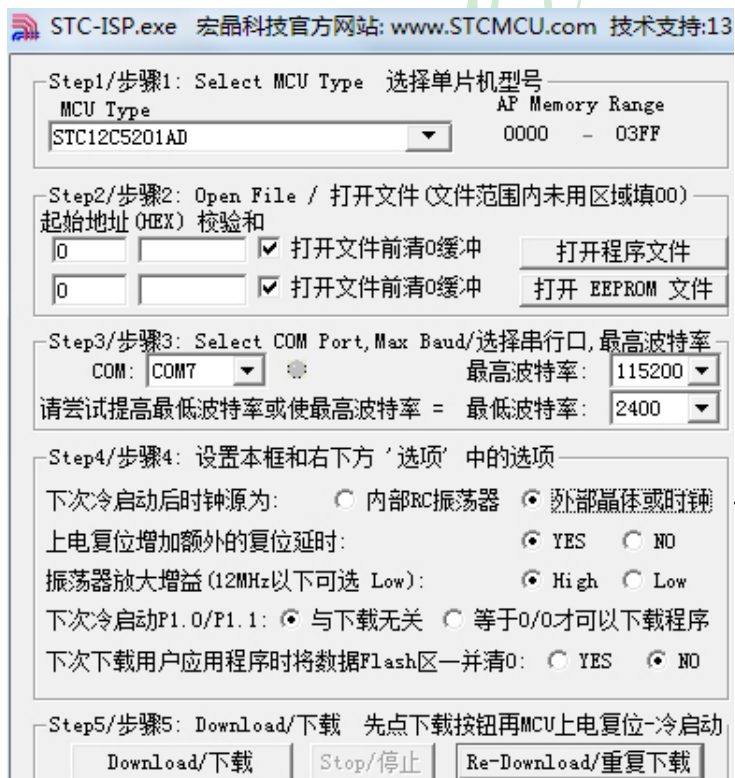 STC-ISP.exe 宏晶科技官方网站: www.STCMCU.com 技术支持:13
Step1/步骤1: Select MCU Type 选择单片机型号
MCU Type AP Memory Range
STC12C5201AD 0000 - 03FF
Step2/步骤2: Open File / 打开文件(文件范围内未用区域填00)
起始地址(HEX) 校验和
0 打开文件前清0缓冲 打开程序文件
0 打开文件前清0缓冲 打开 EEPROM 文件
Step3/步骤3: Select COM Port,Max Baud/选择串行口,最高波特率
COM: COM7 最高波特率: 115200
请尝试提高最低波特率或使最高波特率 = 最低波特率: 2400
Step4/步骤4: 设置本框和右下方 '选项' 中的选项
下次冷启动后时钟源为: 内部RC振荡器 外部晶体或时钟
上电复位增加额外的复位延时: YES NO
振荡器放大增益(12MHz以下可选 Low): High Low
下次冷启动P1.0/P1.1: 与下载无关 等于0/0才可以下载程序
下次下载用户应用程序时将数据Flash区一并清0: YES NO
Step5/步骤5: Download/下载 先点下载按钮再MCU上电复位-冷启动
Download/下载 Stop/停止 Re-Download/重复下载